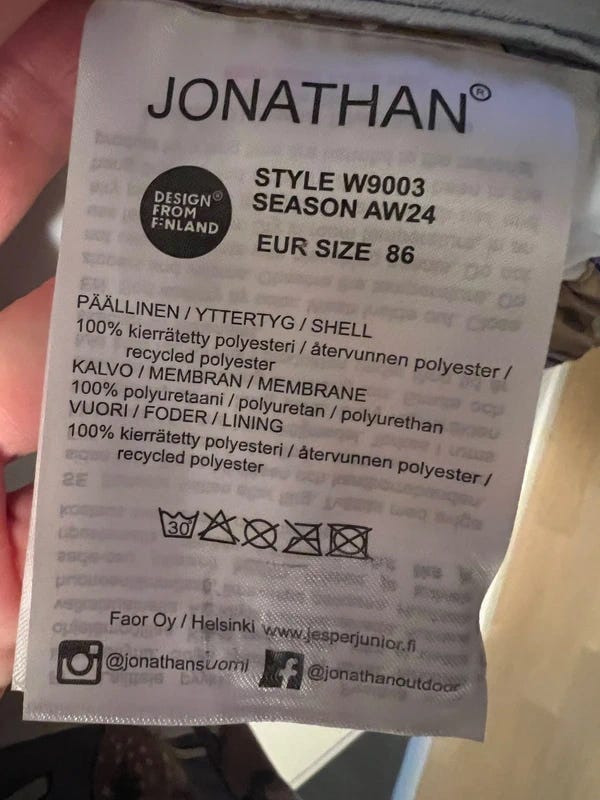 JONATHAN®
DESIGN®
FROM
FINLAND
STYLE W9003
SEASON AW24
EUR SIZE 86
PÄÄLLINEN / YTTERTYG / SHELL
100% kierrätetty polyesteri / återvunnen polyester /
recycled polyester
KALVO / MEMBRAN / MEMBRANE
100% polyuretaani / polyuretan / polyurethan
VUORI / FODER / LINING
100% kierrätetty polyesteri / återvunnen polyester /
recycled polyester
30
Faor Oy / Helsinki www.jesperjunior.fi
@jonathansuomi @jonathanoutdoor